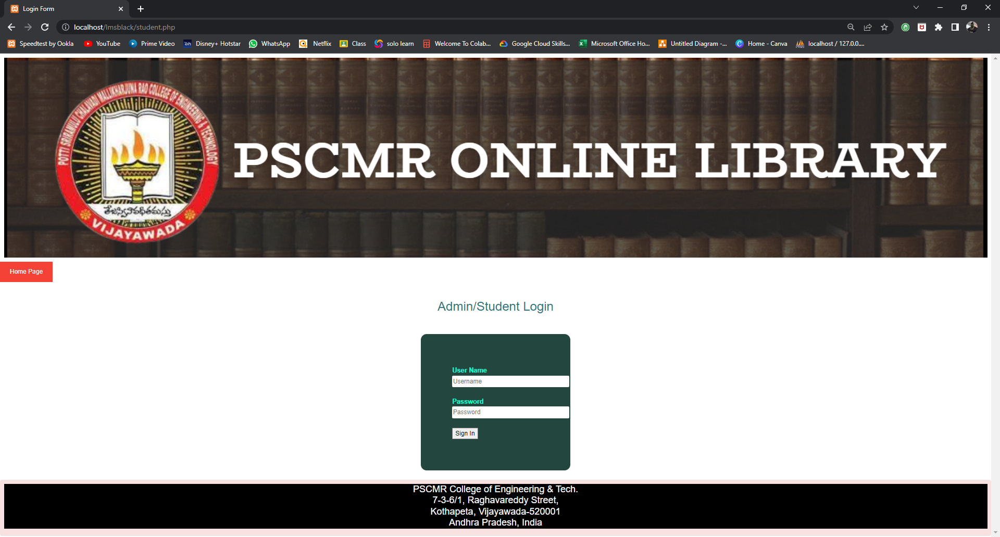 Login Form
localhost/lmsblack/student.php
Speedtest by Ookla YouTube Prime Video Disney+ Hotstar WhatsApp Netflix Class solo learn Welcome To Colab... Google Cloud Skills... Microsoft Office Ho... Untitled Diagram -... Home - Canva localhost / 127.0.0....
POTTI SRIRAMULU CHALAVADI MALLIKHARJUNA RAO COLLEGE OF ENGINEERING & TECHNOLOGY
PSCMR ONLINE LIBRARY
తేజస్వినావధీతమస్తు
VIJAYAWADA
Home Page
Admin/Student Login
User Name
Username
Password
Password
Sign In
PSCMR College of Engineering & Tech.
7-3-6/1, Raghavareddy Street,
Kothapeta, Vijayawada-520001
Andhra Pradesh, India